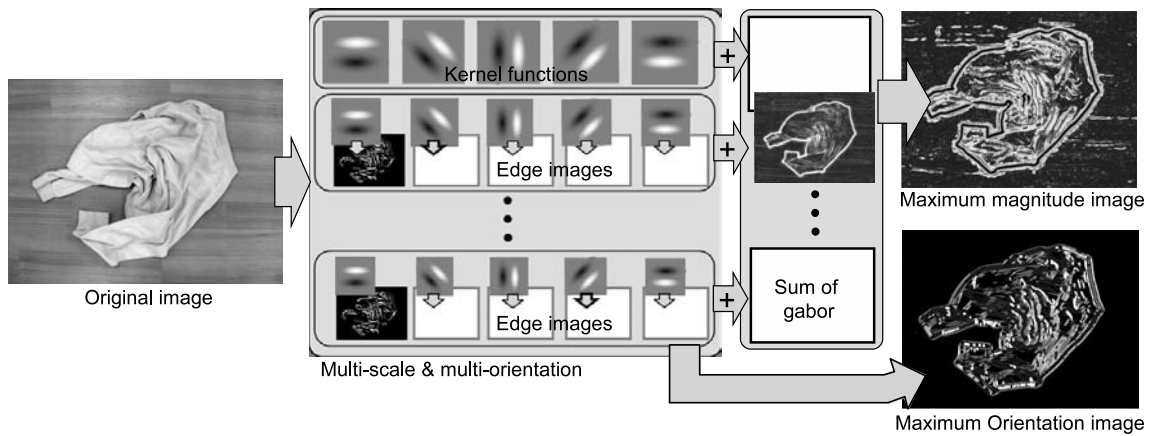 Kernel functions
+
Edge images
+
Edge images
+
Sum of
gabor
Original image
Multi-scale & multi-orientation
Maximum magnitude image
Maximum Orientation image